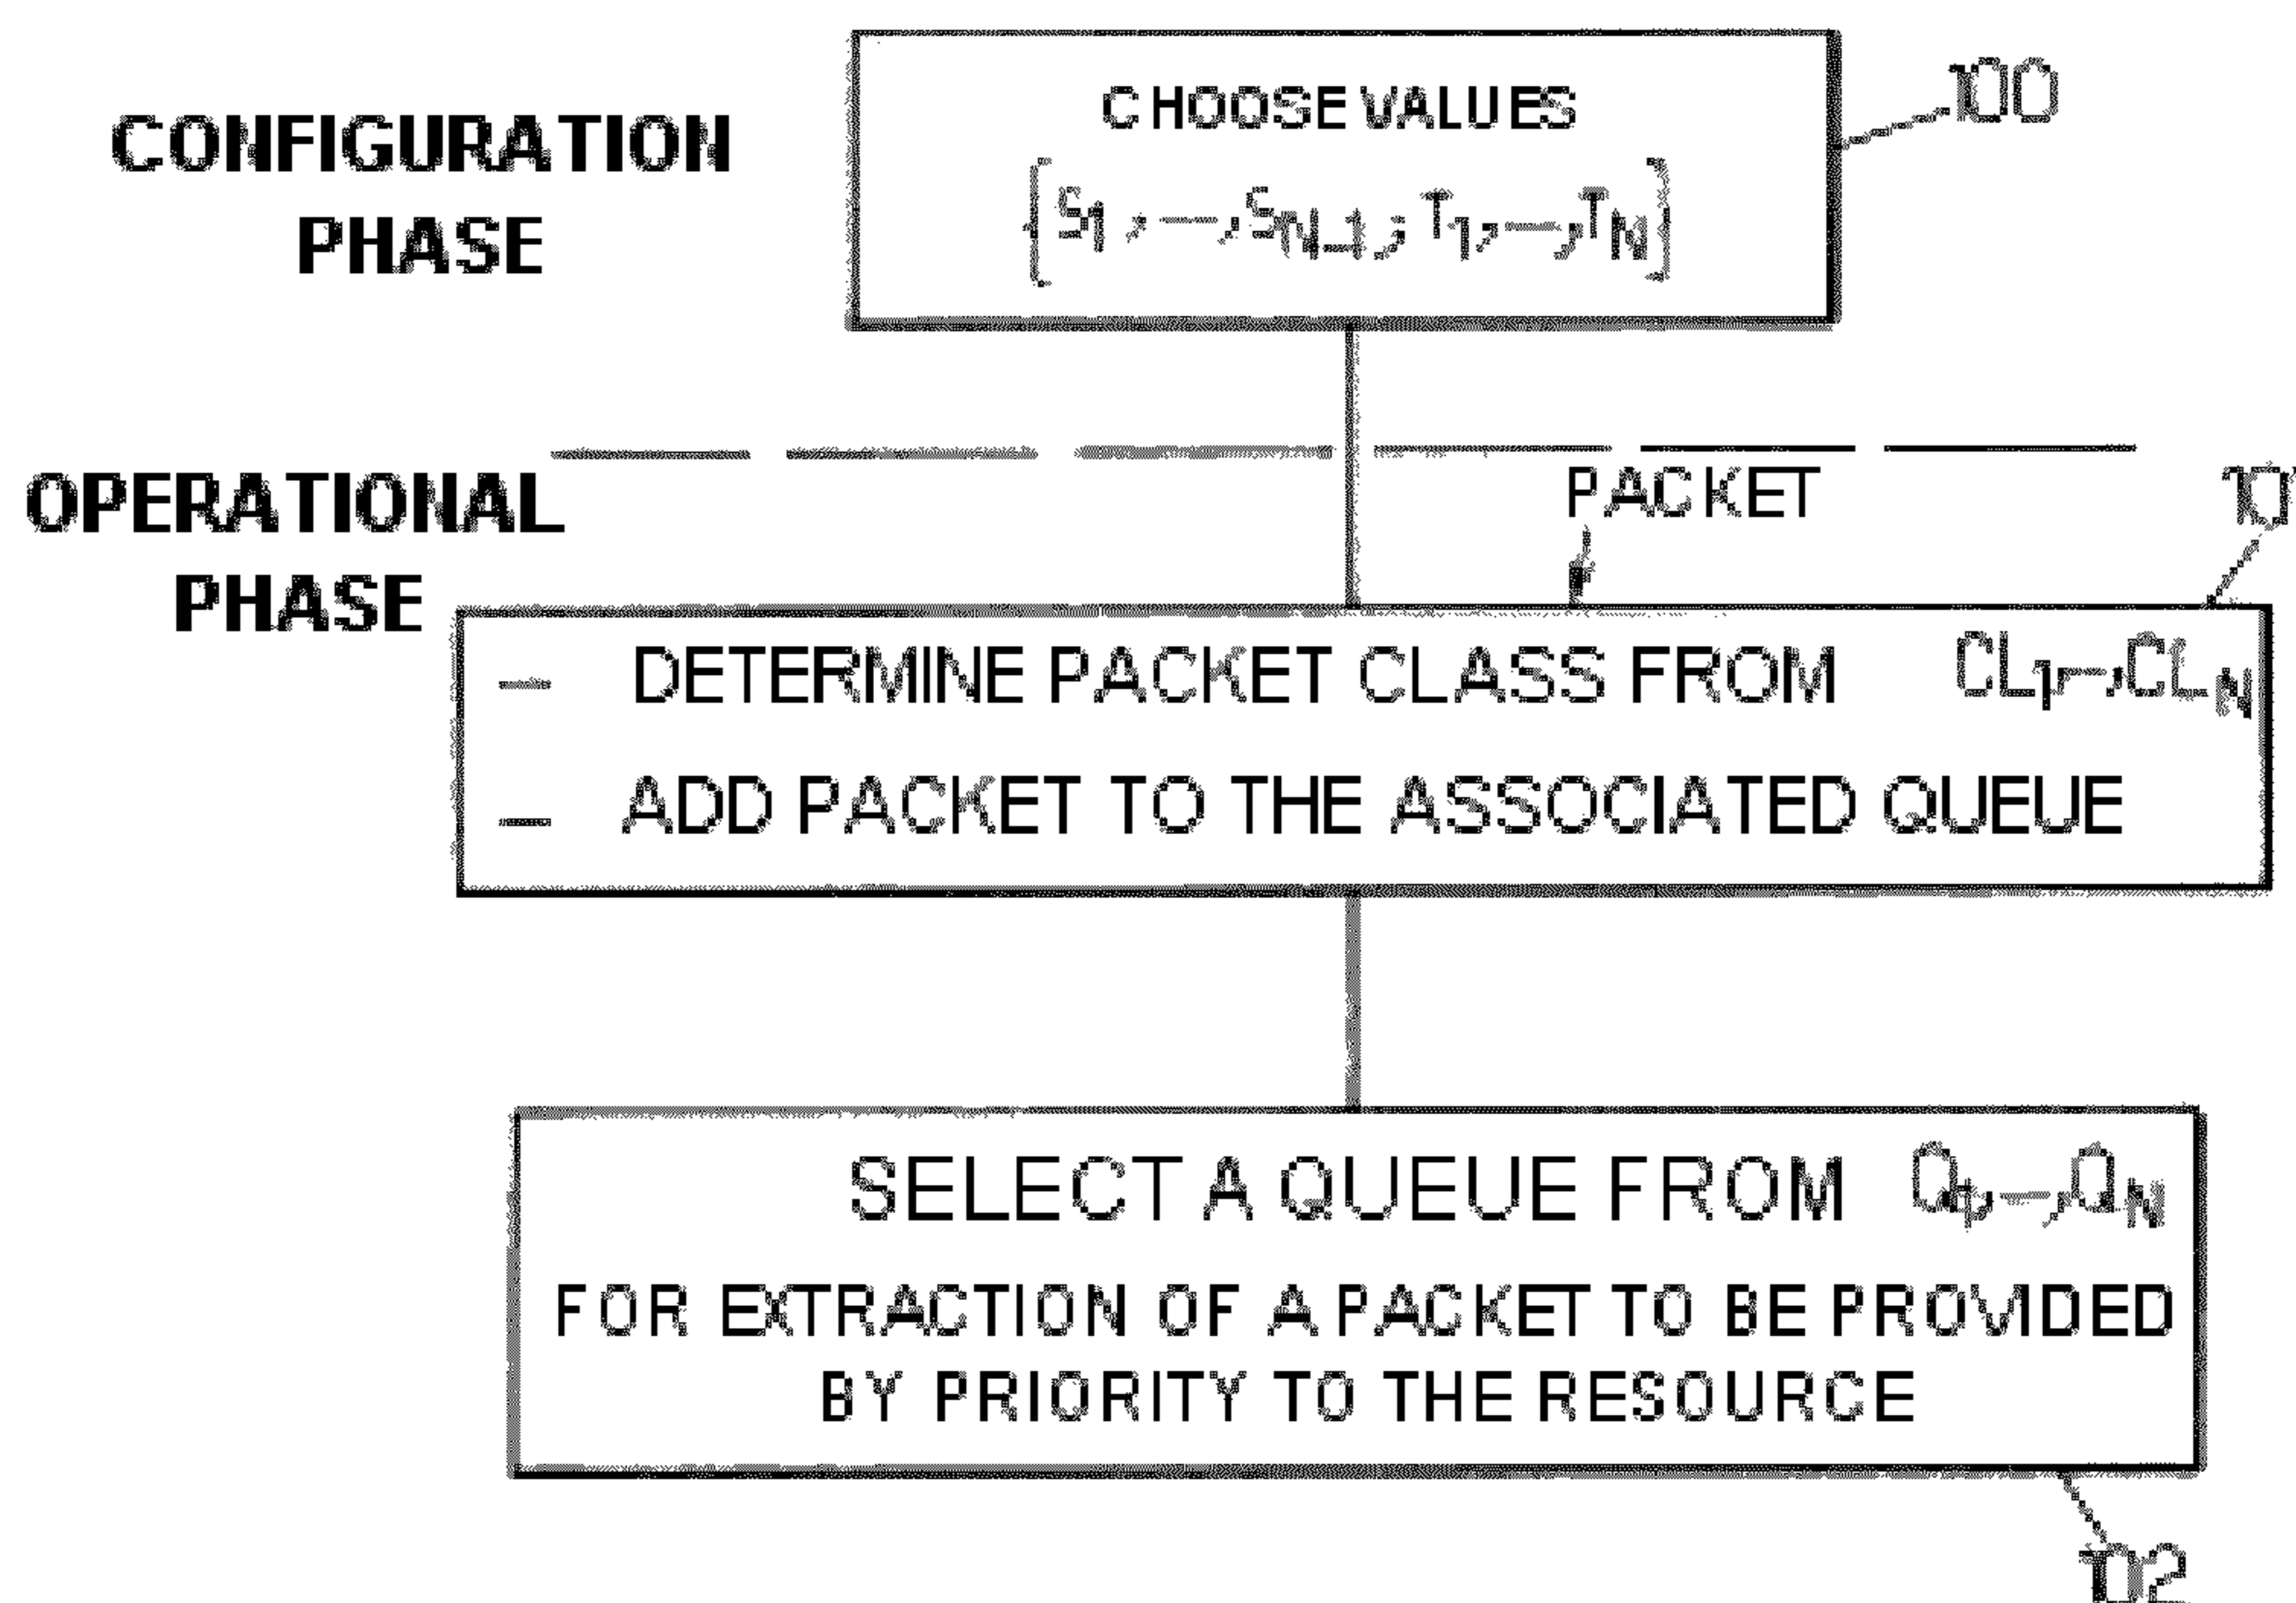 CONFIGURATION
PHASE
CHOOSE VALUES
[S1,—,SN-1,T1,—,TN]
100
OPERATIONAL
PHASE
PACKET
- DETERMINE PACKET CLASS FROM CL1,—,CLN
- ADD PACKET TO THE ASSOCIATED QUEUE
SELECT A QUEUE FROM Q1,—,QN
FOR EXTRACTION OF A PACKET TO BE PROVIDED
BY PRIORITY TO THE RESOURCE
102